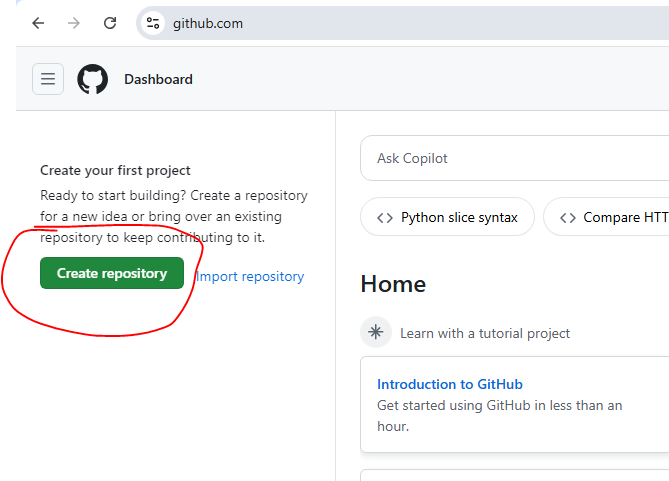 github.com
Dashboard
Create your first project
Ready to start building? Create a repository
for a new idea or bring over an existing
repository to keep contributing to it.
Create repository
Import repository
Ask Copilot
Python slice syntax
Compare HTT
Home
Learn with a tutorial project
Introduction to GitHub
Get started using GitHub in less than an
hour.